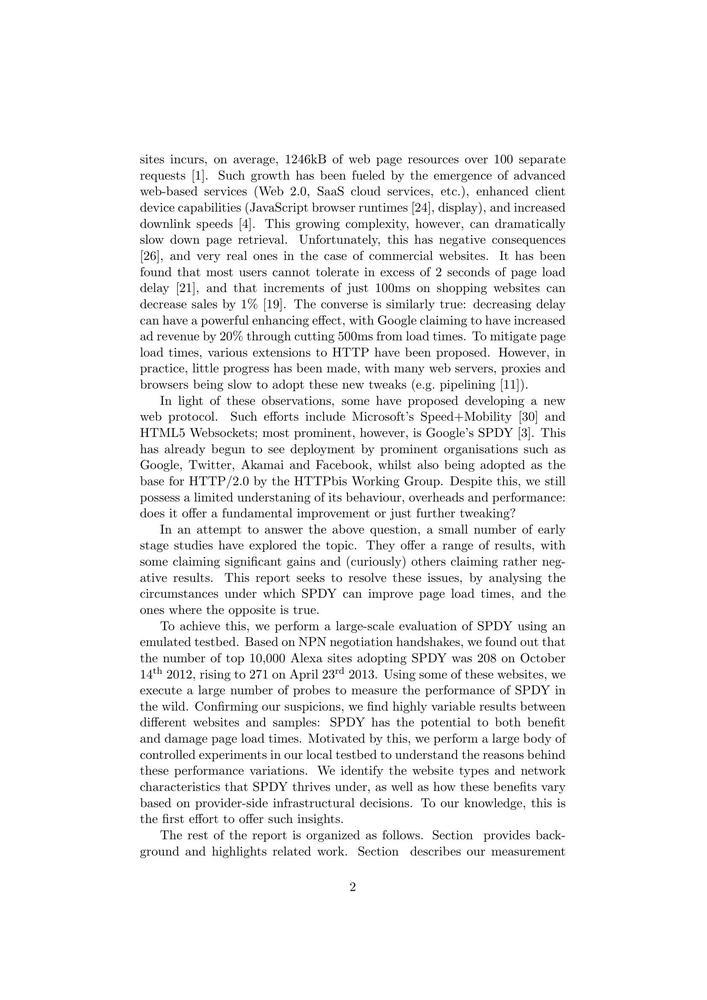 sites incurs, on average, 1246kB of web page resources over 100 separate
requests [1]. Such growth has been fueled by the emergence of advanced
web-based services (Web 2.0, SaaS cloud services, etc.), enhanced client
device capabilities (JavaScript browser runtimes [24], display), and increased
downlink speeds [4]. This growing complexity, however, can dramatically
slow down page retrieval. Unfortunately, this has negative consequences
[26], and very real ones in the case of commercial websites. It has been
found that most users cannot tolerate in excess of 2 seconds of page load
delay [21], and that increments of just 100ms on shopping websites can
decrease sales by 1% [19]. The converse is similarly true: decreasing delay
can have a powerful enhancing effect, with Google claiming to have increased
ad revenue by 20% through cutting 500ms from load times. To mitigate page
load times, various extensions to HTTP have been proposed. However, in
practice, little progress has been made, with many web servers, proxies and
browsers being slow to adopt these new tweaks (e.g. pipelining [11]).
In light of these observations, some have proposed developing a new
web protocol. Such efforts include Microsoft's Speed+Mobility [30] and
HTML5 Websockets; most prominent, however, is Google's SPDY [3]. This
has already begun to see deployment by prominent organisations such as
Google, Twitter, Akamai and Facebook, whilst also being adopted as the
base for HTTP/2.0 by the HTTPbis Working Group. Despite this, we still
possess a limited understaning of its behaviour, overheads and performance:
does it offer a fundamental improvement or just further tweaking?
In an attempt to answer the above question, a small number of early
stage studies have explored the topic. They offer a range of results, with
some claiming significant gains and (curiously) others claiming rather neg-
ative results. This report seeks to resolve these issues, by analysing the
circumstances under which SPDY can improve page load times, and the
ones where the opposite is true.
To achieve this, we perform a large-scale evaluation of SPDY using an
emulated testbed. Based on NPN negotiation handshakes, we found out that
the number of top 10,000 Alexa sites adopting SPDY was 208 on October
14th 2012, rising to 271 on April 23rd 2013. Using some of these websites, we
execute a large number of probes to measure the performance of SPDY in
the wild. Confirming our suspicions, we find highly variable results between
different websites and samples: SPDY has the potential to both benefit
and damage page load times. Motivated by this, we perform a large body of
controlled experiments in our local testbed to understand the reasons behind
these performance variations. We identify the website types and network
characteristics that SPDY thrives under, as well as how these benefits vary
based on provider-side infrastructural decisions. To our knowledge, this is
the first effort to offer such insights.
The rest of the report is organized as follows. Section provides back-
ground and highlights related work. Section describes our measurement
2